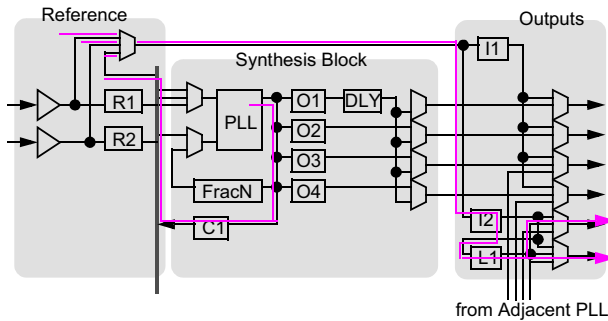 Reference
Outputs
Synthesis Block
I1
R1
PLL
O1
DLY
R2
O2
O3
FracN
O4
C1
I2
L1
from Adjacent PLL